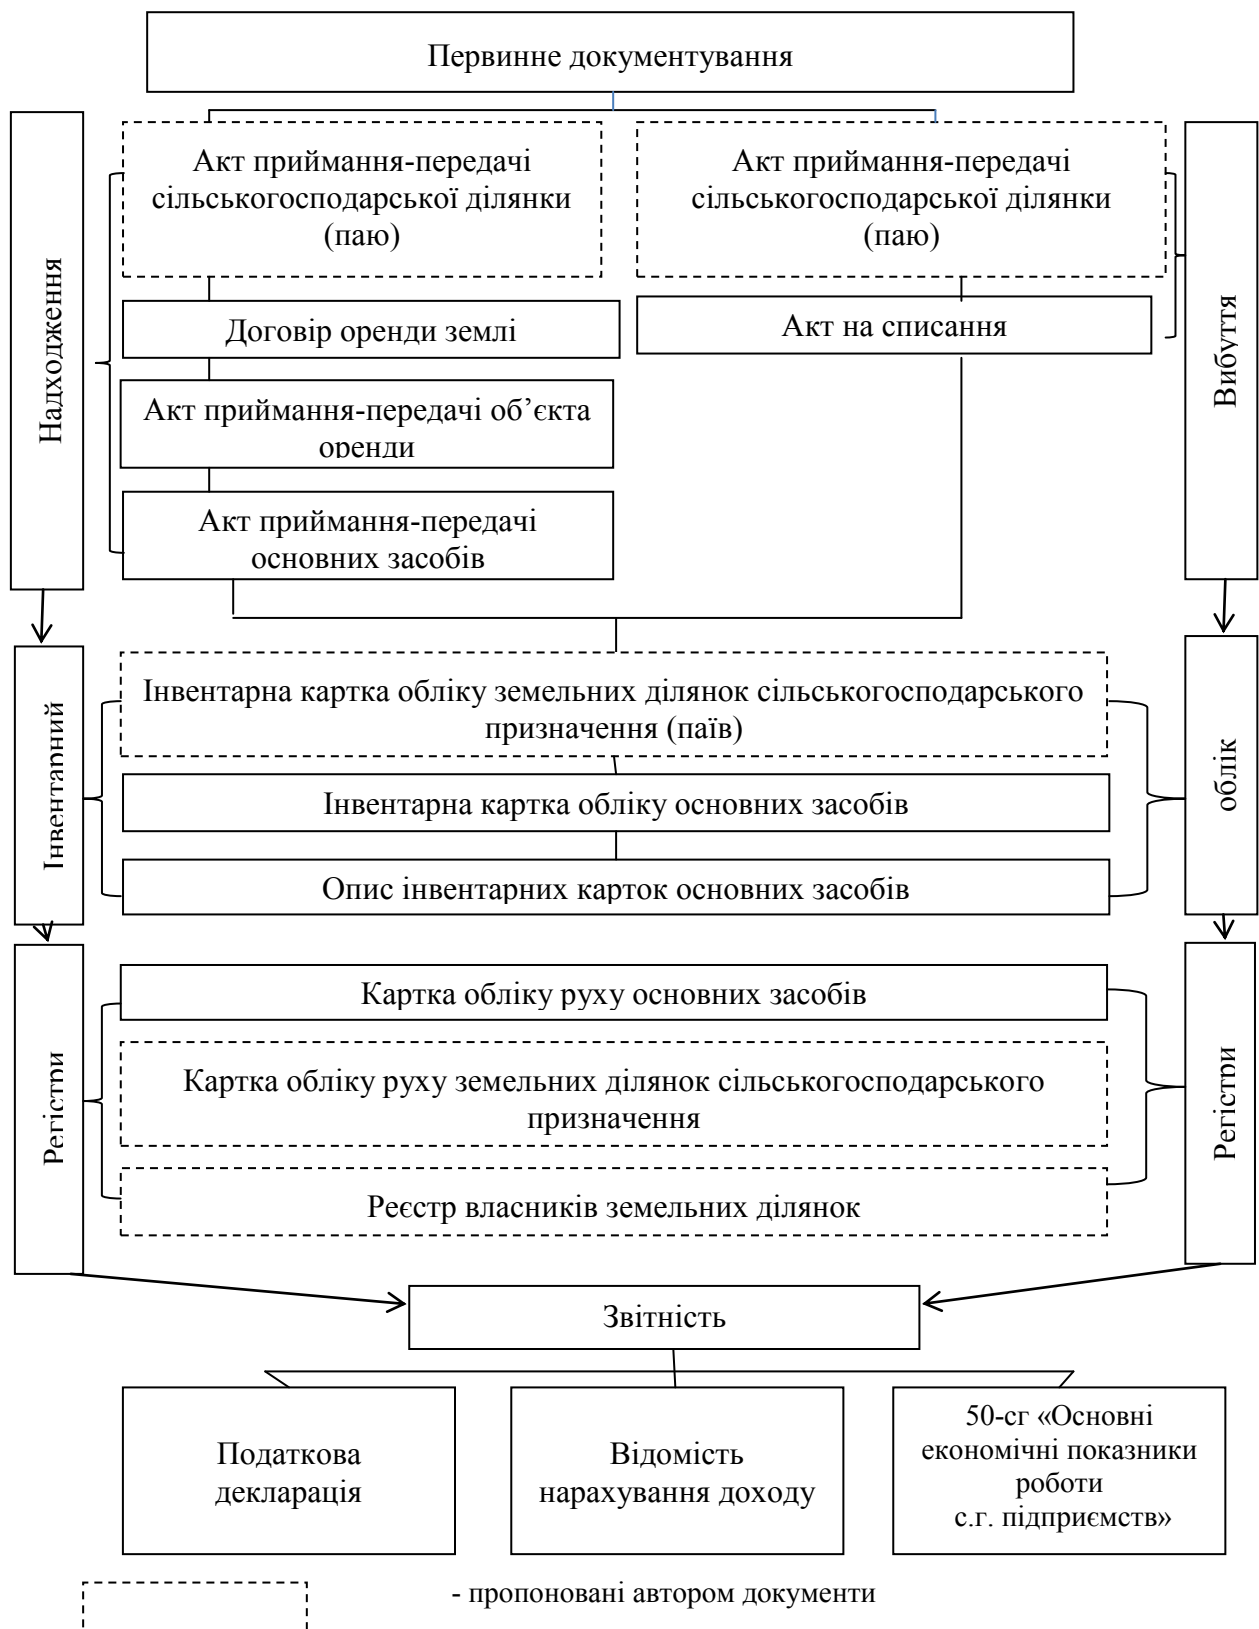 Первинне документування
Надходження
Акт приймання-передачі
сільськогосподарської ділянки
(паю)
Акт приймання-передачі
сільськогосподарської ділянки
(паю)
Вибуття
Договір оренди землі
Акт на списання
Акт приймання-передачі об’єкта
оренди
Акт приймання-передачі
основних засобів
Інвентарний
Інвентарна картка обліку земельних ділянок сільськогосподарського
призначення (паїв)
Інвентарна картка обліку основних засобів
Опис інвентарних карток основних засобів
облік
Регістри
Картка обліку руху основних засобів
Картка обліку руху земельних ділянок сільськогосподарського
призначення
Реєстр власників земельних ділянок
Регістри
Звітність
Податкова
декларація
Відомість
нарахування доходу
50-сг «Основні
економічні показники
роботи
с.г. підприємств»
- пропоновані автором документи